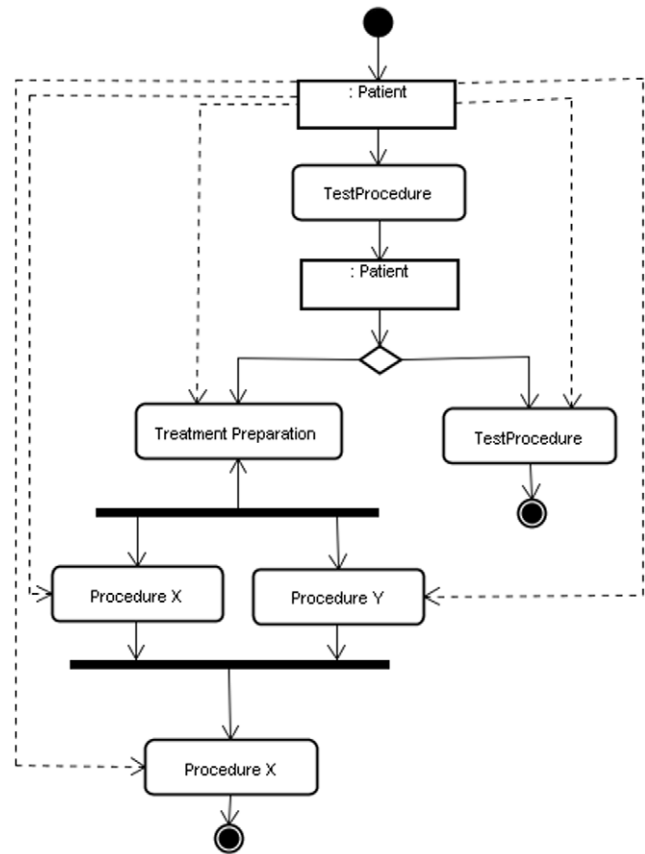 : Patient
TestProcedure
: Patient
Treatment Preparation
TestProcedure
Procedure X
Procedure Y
Procedure X